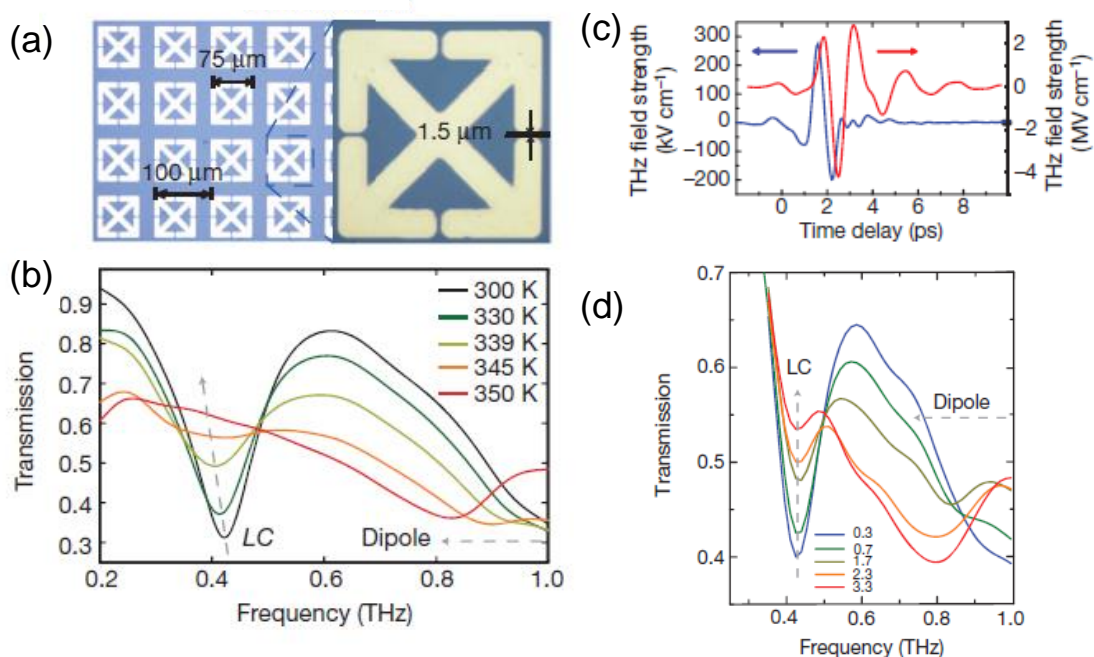 (a)
75 μm
100 μm
1.5 μm
(c)
THz field strength
(kV cm⁻¹)
300
200
100
0
−100
−200
2
0
−2
−4
THz field strength
(MV cm⁻¹)
0 2 4 6 8
Time delay (ps)
(b)
Transmission
0.9
0.8
0.7
0.6
0.5
0.4
0.3
300 K
330 K
339 K
345 K
350 K
LC
Dipole
0.2 0.4 0.6 0.8 1.0
Frequency (THz)
(d)
Transmission
0.7
0.6
0.5
0.4
LC
Dipole
0.3
0.7
1.7
2.3
3.3
0.4 0.6 0.8 1.0
Frequency (THz)